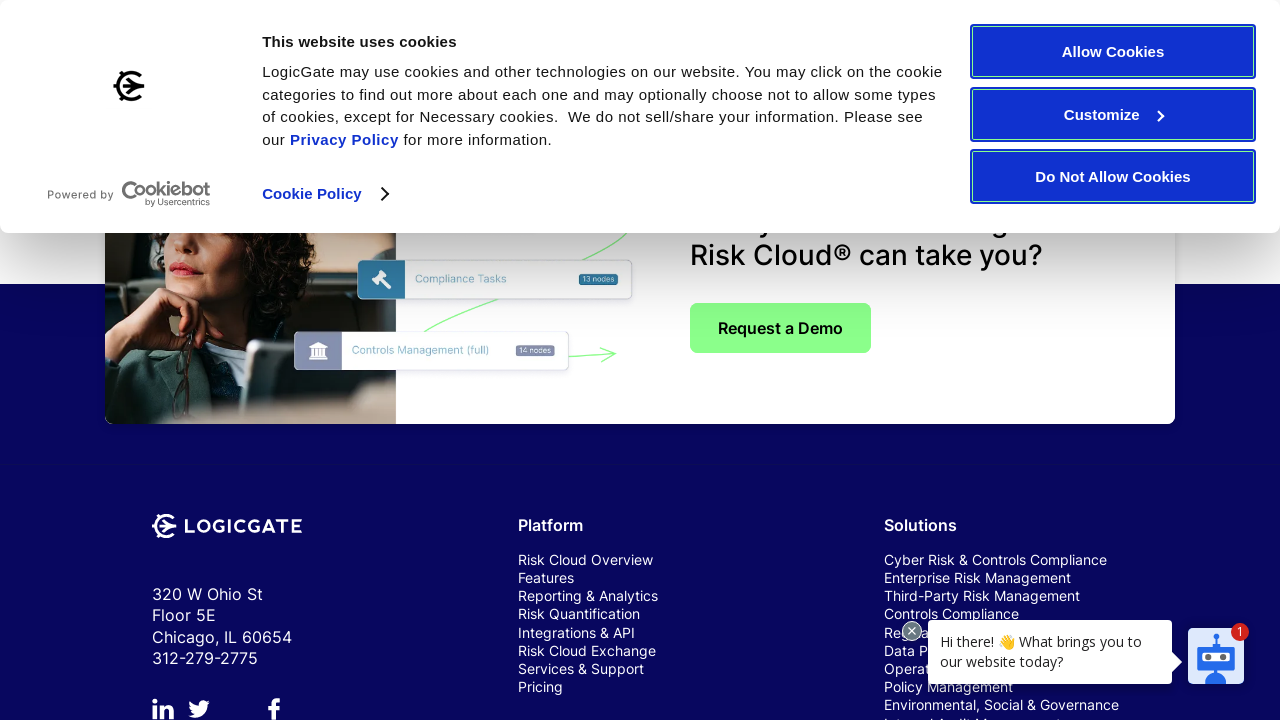 This website uses cookies
LogicGate may use cookies and other technologies on our website. You may click on the cookie
categories to find out more about each one and may optionally choose not to allow some types
of cookies, except for Necessary cookies.  We do not sell/share your information. Please see
our Privacy Policy for more information.
Powered by Cookiebot
by Usercentrics
Cookie Policy
Allow Cookies
Customize
Do Not Allow Cookies
Risk Cloud® can take you?
Compliance Tasks
13 nodes
Controls Management (full)
14 nodes
Request a Demo
LOGICGATE
320 W Ohio St
Floor 5E
Chicago, IL 60654
312-279-2775
Platform
Risk Cloud Overview
Features
Reporting & Analytics
Risk Quantification
Integrations & API
Risk Cloud Exchange
Services & Support
Pricing
Solutions
Cyber Risk & Controls Compliance
Enterprise Risk Management
Third-Party Risk Management
Controls Compliance
Data P
Operat
Policy Management
Environmental, Social & Governance
Hi there! 👋 What brings you to
our website today?
1